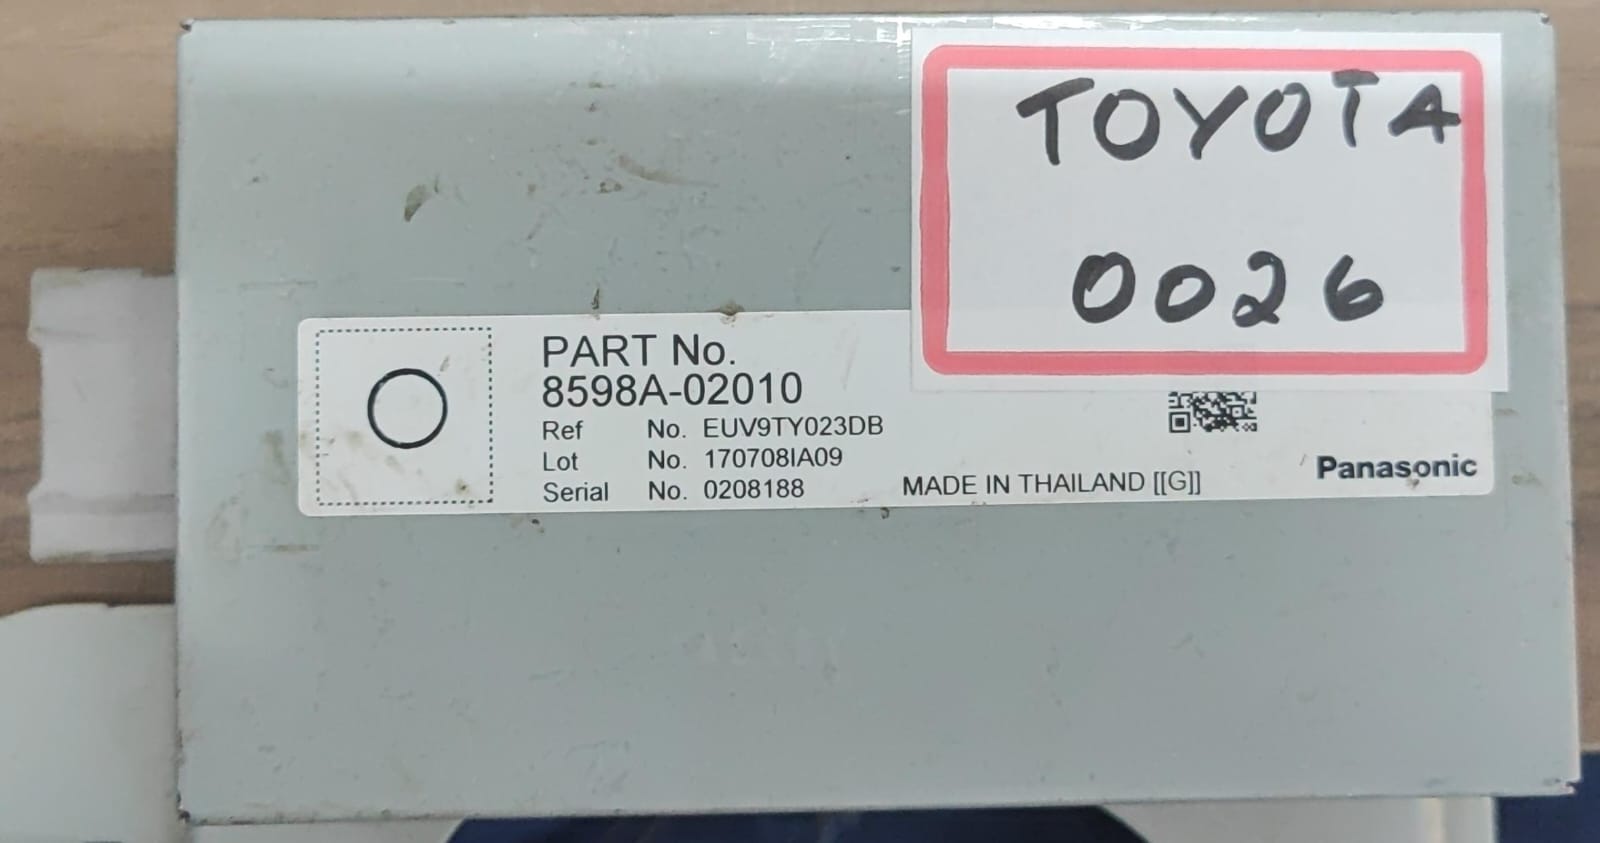 TOYOTA
0026
PART No.
8598A-02010
Ref No. EUV9TY023DB
Lot No. 170708IA09
Serial No. 0208188
MADE IN THAILAND [[G]]
Panasonic